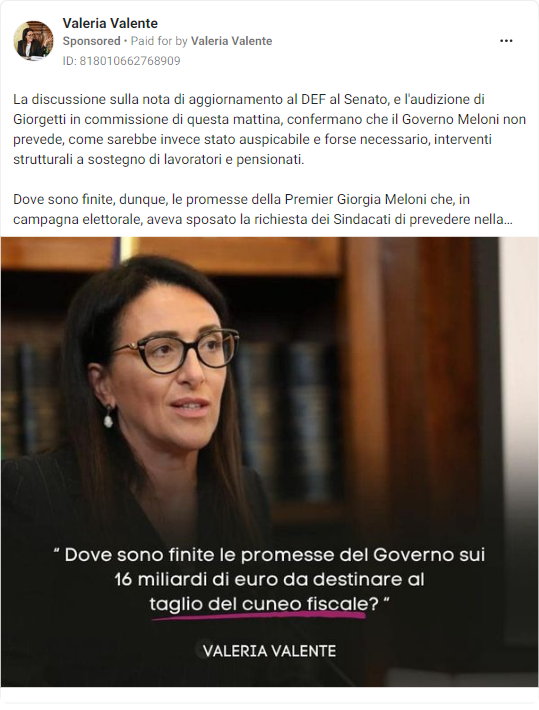 Valeria Valente
Sponsored • Paid for by Valeria Valente
ID: 818010662768909
La discussione sulla nota di aggiornamento al DEF al Senato, e l'audizione di
Giorgetti in commissione di questa mattina, confermano che il Governo Meloni non
prevede, come sarebbe invece stato auspicabile e forse necessario, interventi
strutturali a sostegno di lavoratori e pensionati.
Dove sono finite, dunque, le promesse della Premier Giorgia Meloni che, in
campagna elettorale, aveva sposato la richiesta dei Sindacati di prevedere nella...
“ Dove sono finite le promesse del Governo sui
16 miliardi di euro da destinare al
taglio del cuneo fiscale? ”
VALERIA VALENTE